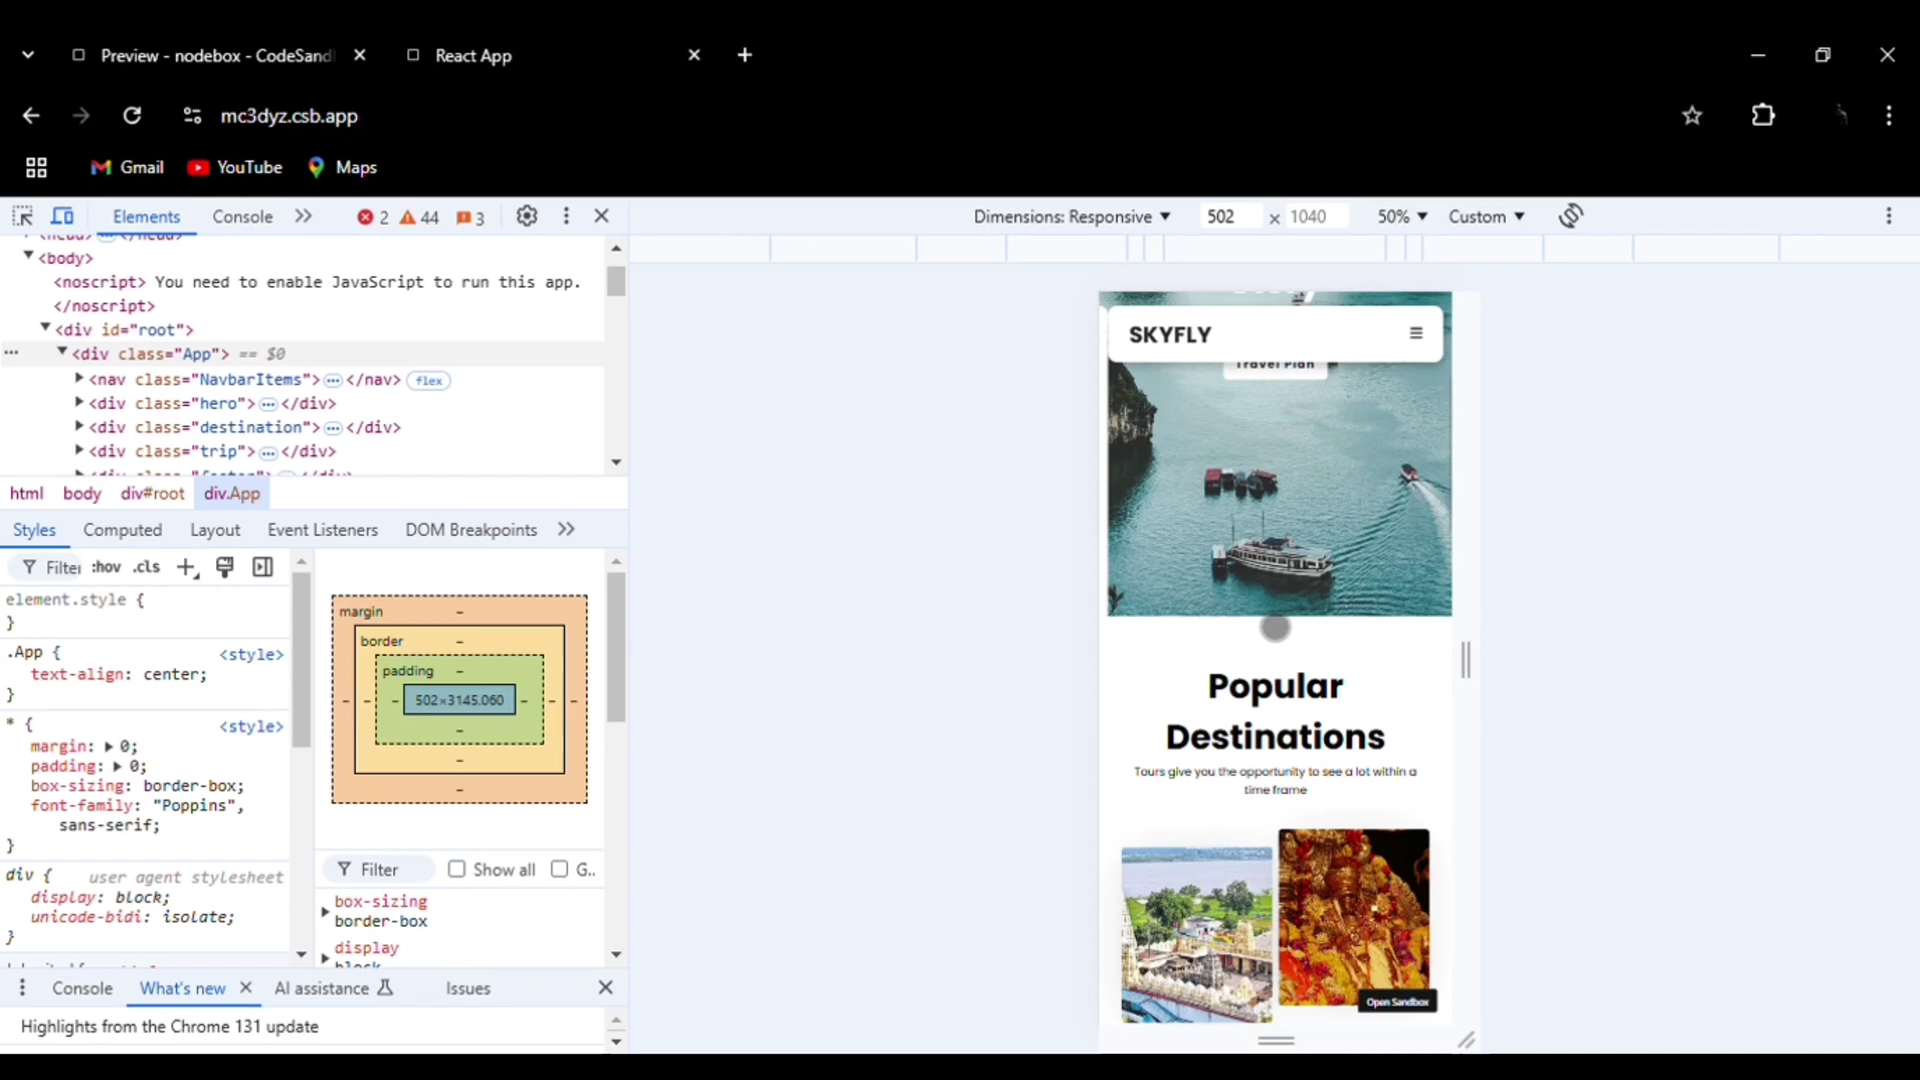 Preview - nodebox - CodeSand
React App
mc3dyz.csb.app
Gmail
YouTube
Maps
Elements
Console
2
44
3
Dimensions: Responsive
502
x
1040
50%
Custom
<body>
<noscript> You need to enable JavaScript to run this app.
</noscript>
<div id="root">
<div class="App"> == $0
<nav class="NavbarItems"> </nav> flex
<div class="hero"> </div>
<div class="destination"> </div>
<div class="trip"> </div>
html body div#root div.App
Styles Computed Layout Event Listeners DOM Breakpoints
Filter :hov .cls
element.style {
}
.App { <style>
text-align: center;
}
* { <style>
margin: 0;
padding: 0;
box-sizing: border-box;
font-family: "Poppins",
sans-serif;
}
div { user agent stylesheet
display: block;
unicode-bidi: isolate;
}
margin
border
padding
502×3145.060
Filter
Show all
G..
box-sizing
border-box
display
block
Console What's new AI assistance Issues
Highlights from the Chrome 131 update
SKYFLY
Travel Plan
Popular
Destinations
Tours give you the opportunity to see a lot within a
time frame
Open Sandbox